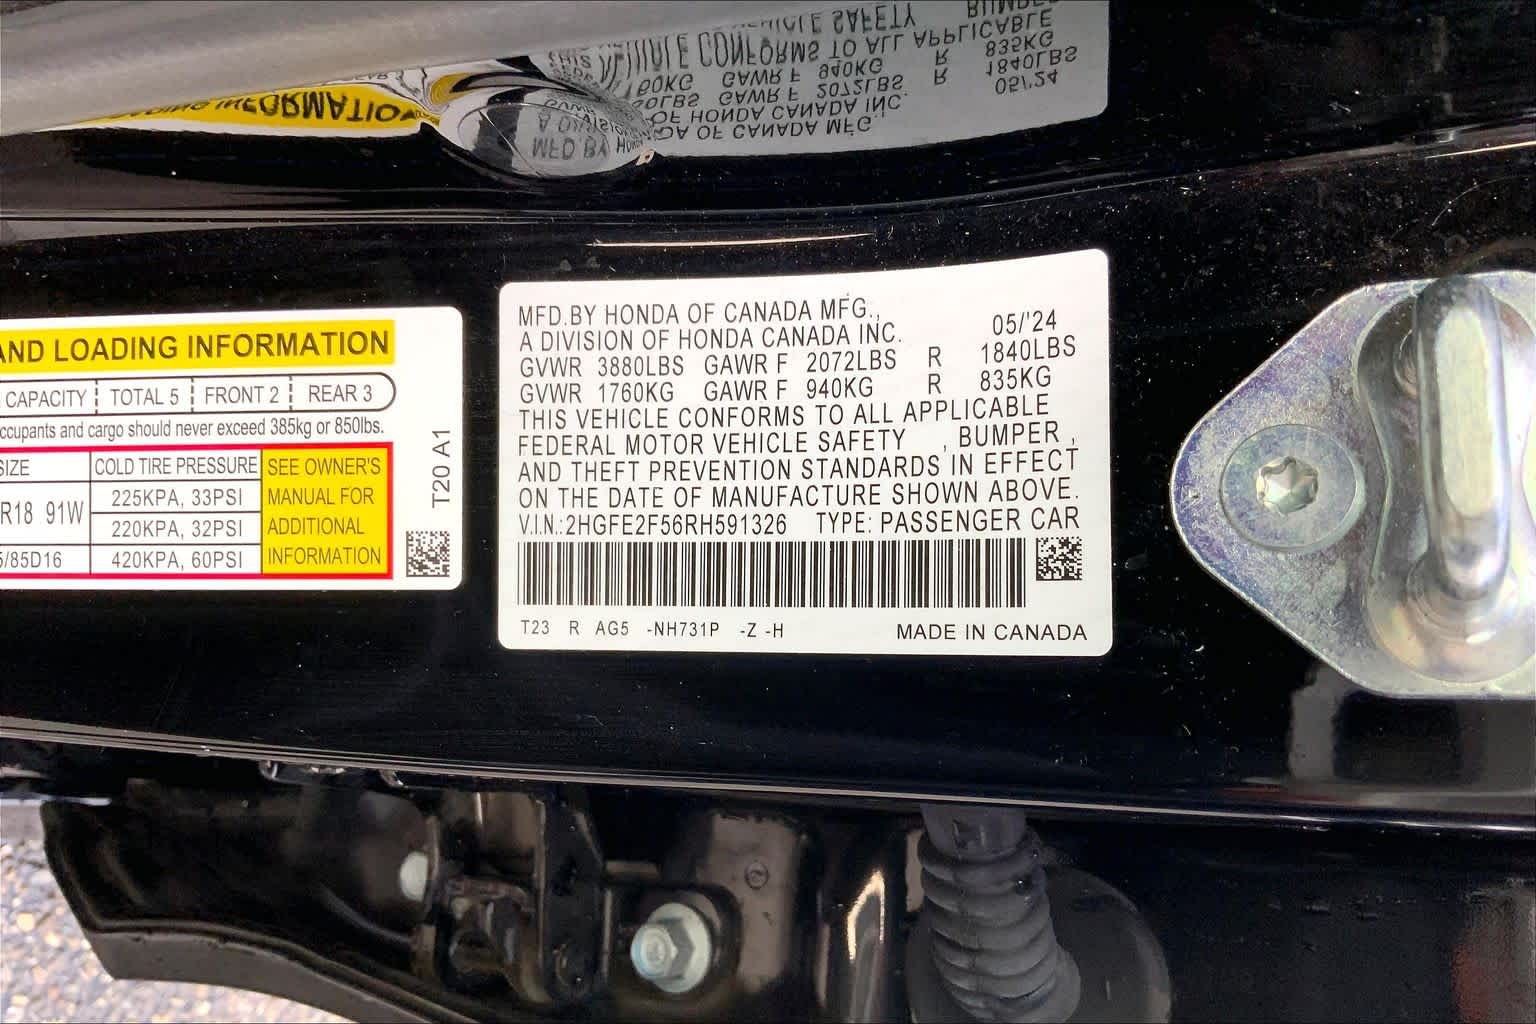 AND LOADING INFORMATION
CAPACITY TOTAL 5 FRONT 2 REAR 3
occupants and cargo should never exceed 385kg or 850lbs.
SIZE COLD TIRE PRESSURE SEE OWNER'S
MANUAL FOR
ADDITIONAL
INFORMATION
R18 91W 225KPA, 33PSI
220KPA, 32PSI
5/85D16 420KPA, 60PSI
T20 A1
MFD.BY HONDA OF CANADA MFG.,
A DIVISION OF HONDA CANADA INC. 05/'24
GVWR 3880LBS GAWR F 2072LBS R 1840LBS
GVWR 1760KG GAWR F 940KG R 835KG
THIS VEHICLE CONFORMS TO ALL APPLICABLE
FEDERAL MOTOR VEHICLE SAFETY , BUMPER ,
AND THEFT PREVENTION STANDARDS IN EFFECT
ON THE DATE OF MANUFACTURE SHOWN ABOVE.
V.I.N.:2HGFE2F56RH591326 TYPE: PASSENGER CAR
T23 R AG5 -NH731P -Z -H MADE IN CANADA